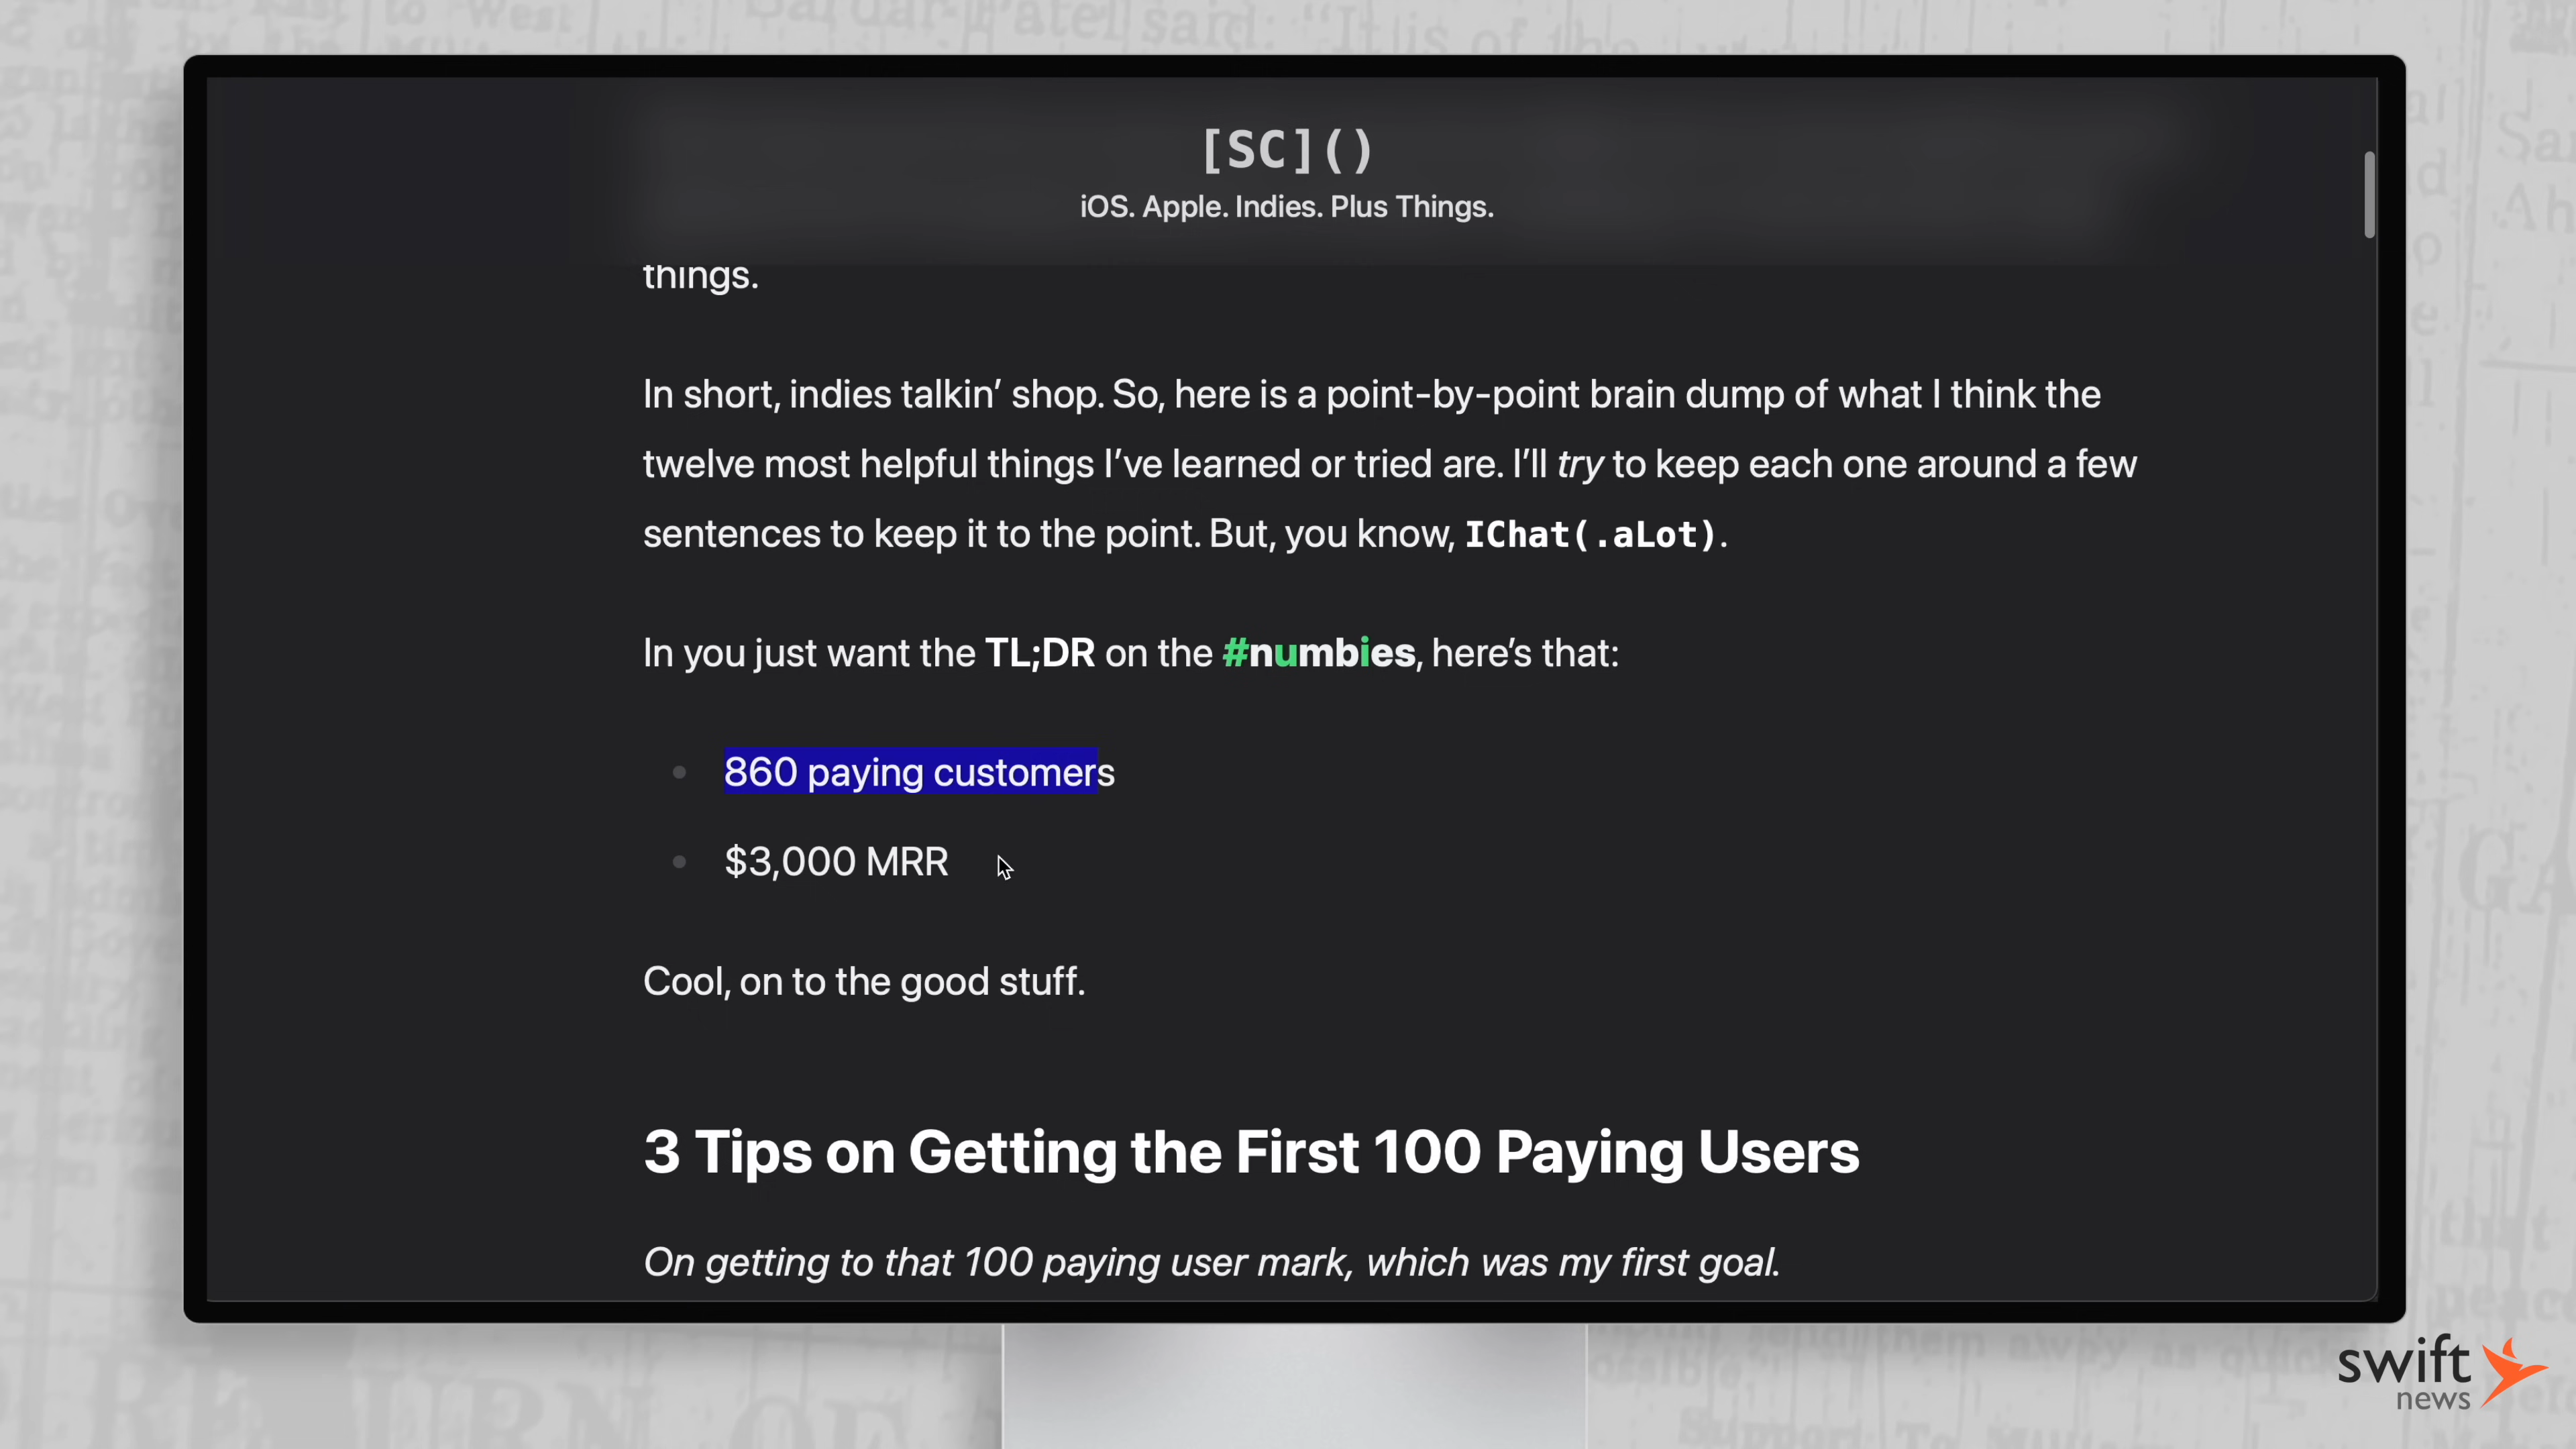 [SC]()
iOS. Apple. Indies. Plus Things.
things.
In short, indies talkin’ shop. So, here is a point-by-point brain dump of what I think the
twelve most helpful things I’ve learned or tried are. I’ll try to keep each one around a few
sentences to keep it to the point. But, you know, IChat(.aLot).
In you just want the TL;DR on the #numbies, here’s that:
860 paying customers
$3,000 MRR
Cool, on to the good stuff.
3 Tips on Getting the First 100 Paying Users
On getting to that 100 paying user mark, which was my first goal.
swift
news